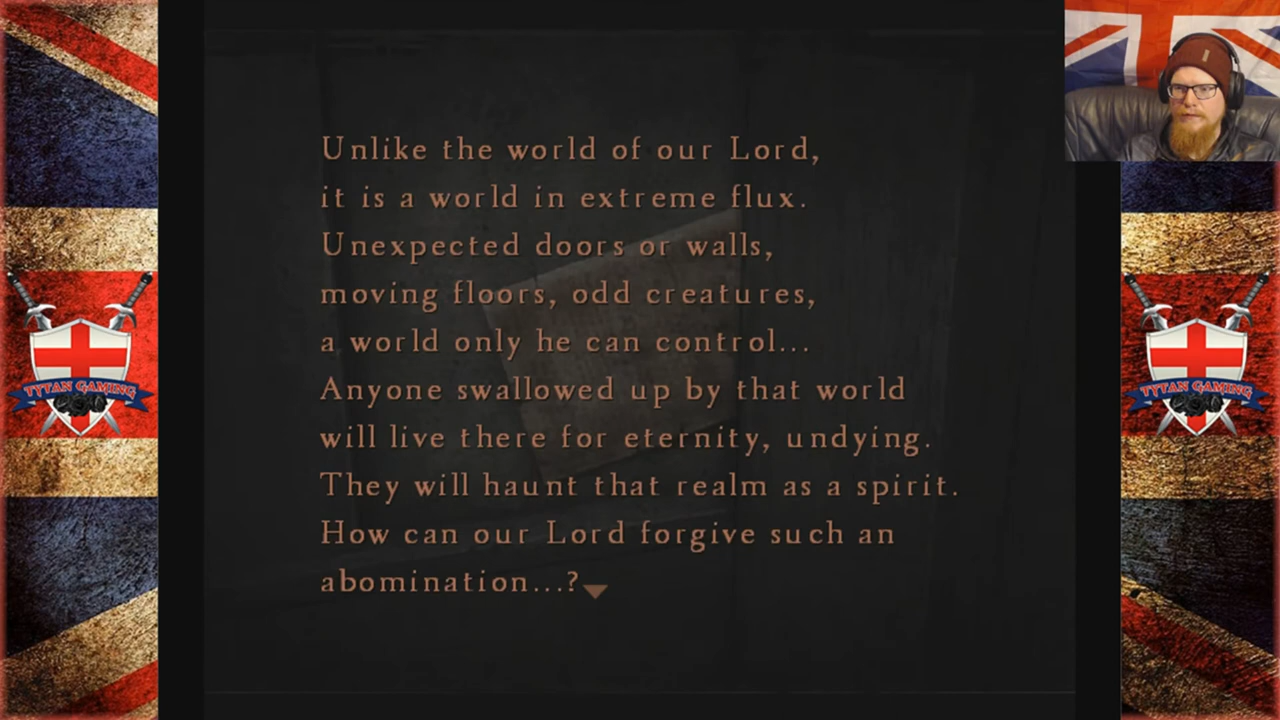 Unlike the world of our Lord,
it is a world in extreme flux.
Unexpected doors or walls,
moving floors, odd creatures,
a world only he can control...
Anyone swallowed up by that world
will live there for eternity, undying.
They will haunt that realm as a spirit.
How can our Lord forgive such an
abomination...?
TYTAN GAMING
TYTAN GAMING